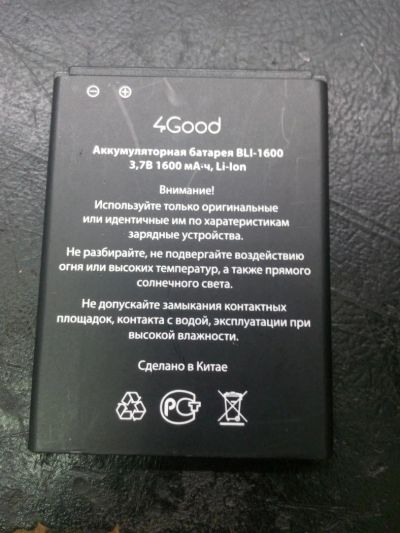 4Good
Аккумуляторная батарея BLI-1600
3,7В 1600 мА·ч, Li-Ion
Внимание!
Используйте только оригинальные
или идентичные им по харатеристикам
зарядные устройства.
Не разбирайте, не подвергайте воздействию
огня или высоких температур, а также прямого
солнечного света.
Не допускайте замыкания контактных
площадок, контакта с водой, эксплуатации при
высокой влажности.
Сделано в Китае